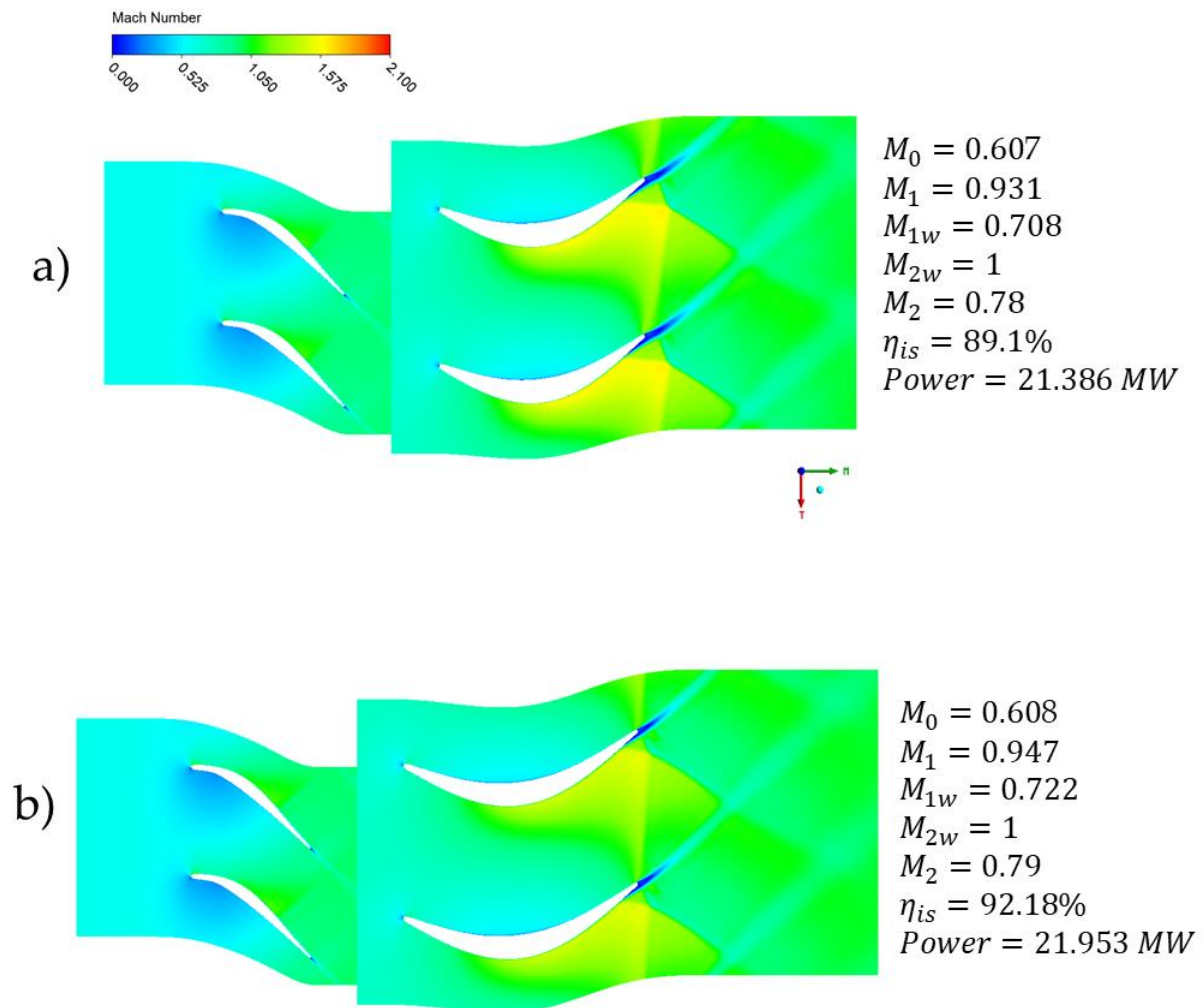 Mach Number
0.000
0.525
1.050
1.575
2.100
a)
M₀ = 0.607
M₁ = 0.931
M₁w = 0.708
M₂w = 1
M₂ = 0.78
ηis = 89.1%
Power = 21.386 MW
M
T
b)
M₀ = 0.608
M₁ = 0.947
M₁w = 0.722
M₂w = 1
M₂ = 0.79
ηis = 92.18%
Power = 21.953 MW